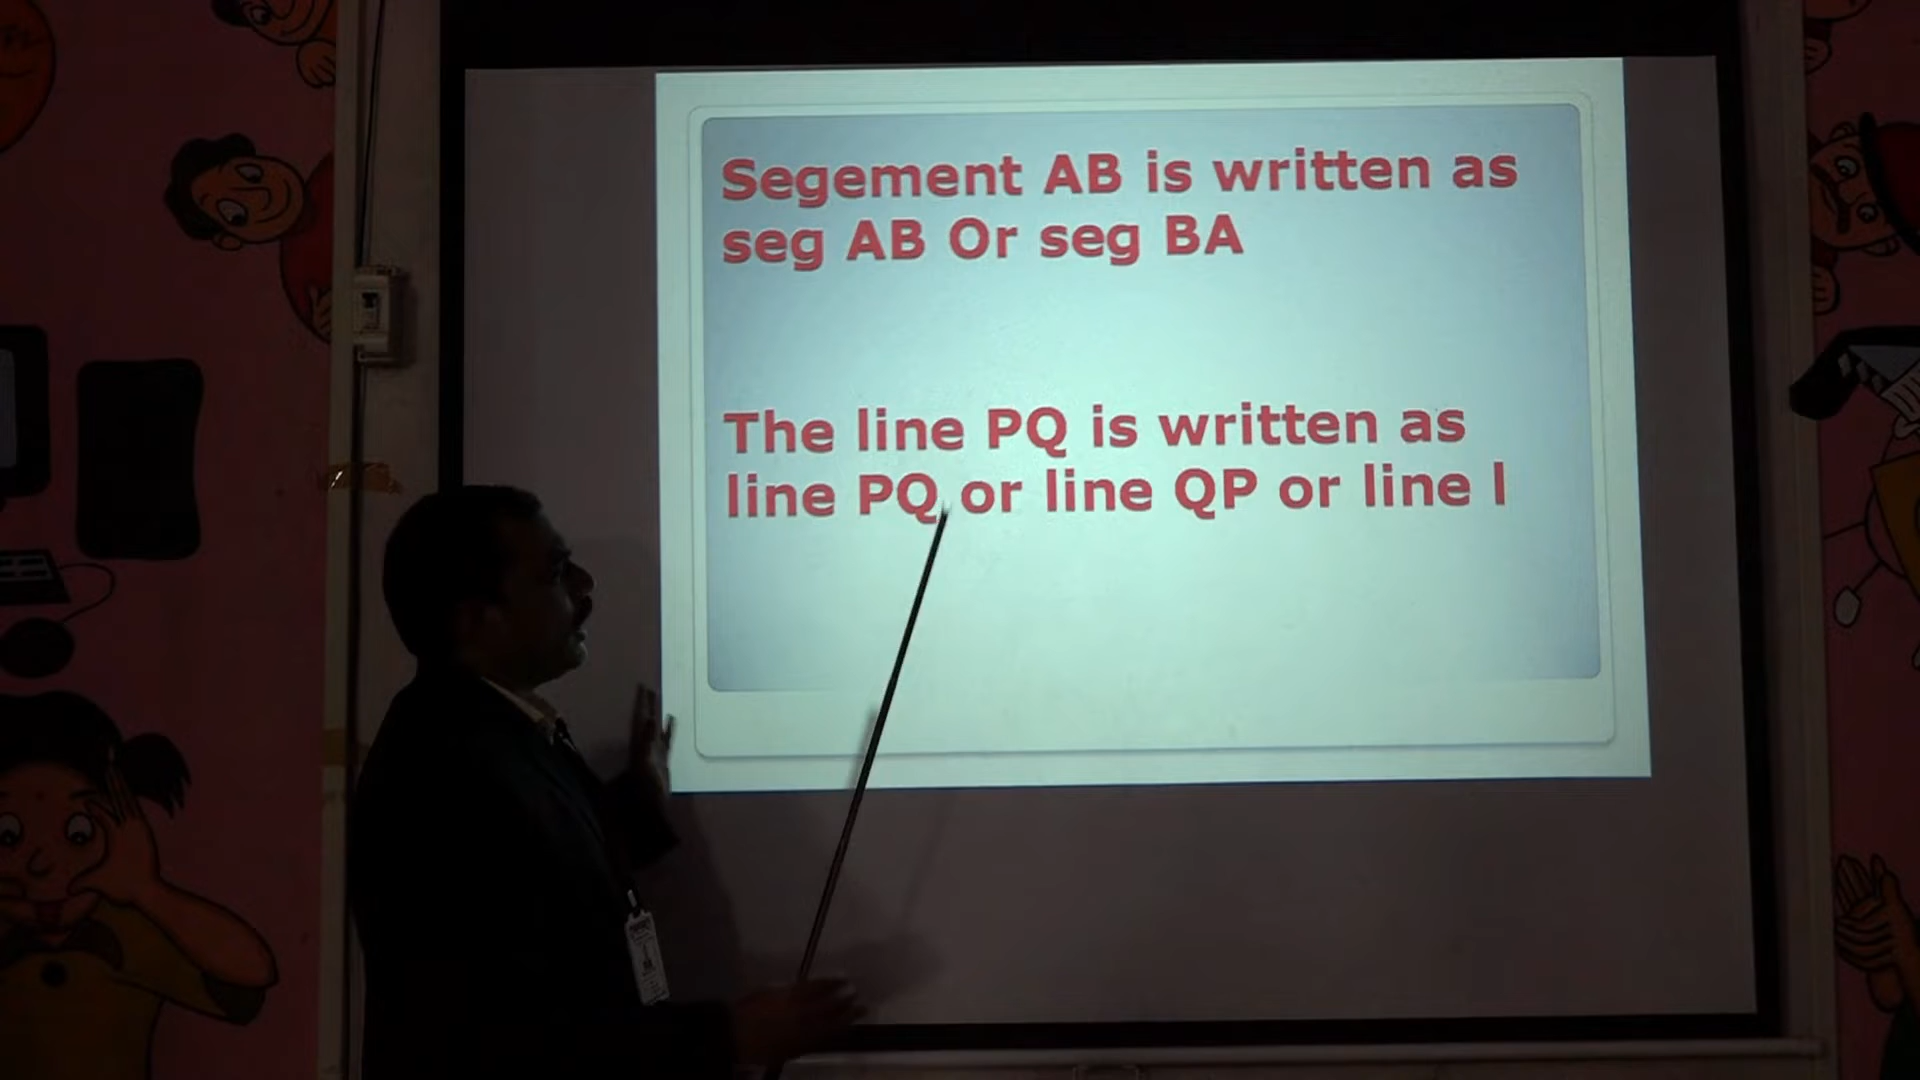 Segement AB is written as
seg AB Or seg BA
The line PQ is written as
line PQ or line QP or line l